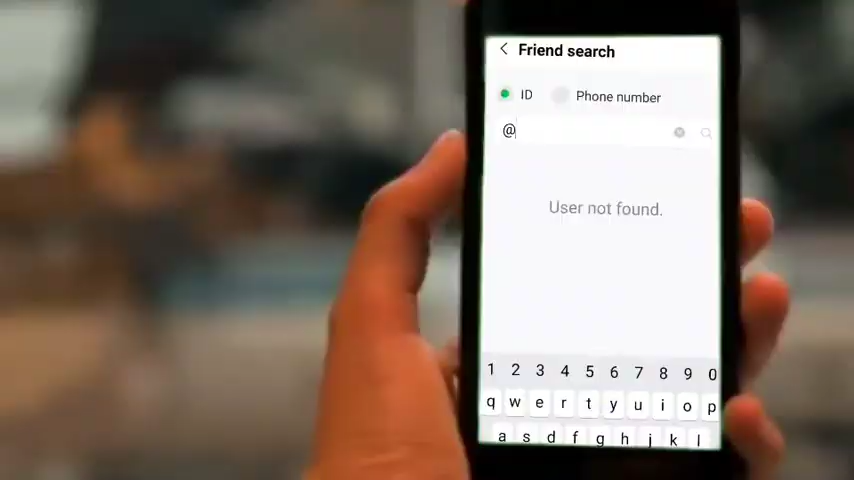 Friend search
ID Phone number
@
User not found.
1 2 3 4 5 6 7 8 9 0
q w e r t y u i o p
a s d f g h j k l